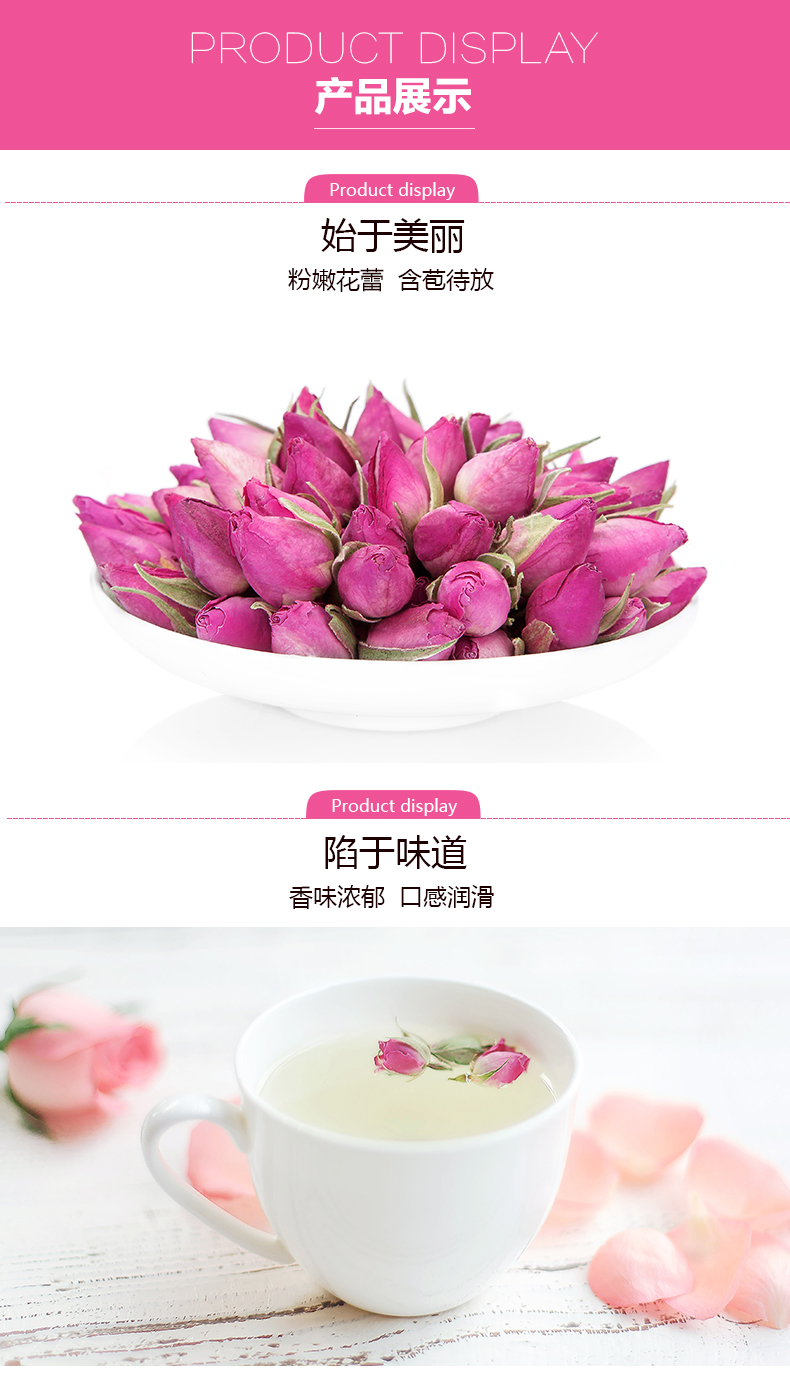 PRODUCT DISPLAY
产品展示
Product display
始于美丽
粉嫩花蕾 含苞待放
Product display
陷于味道
香味浓郁 口感润滑